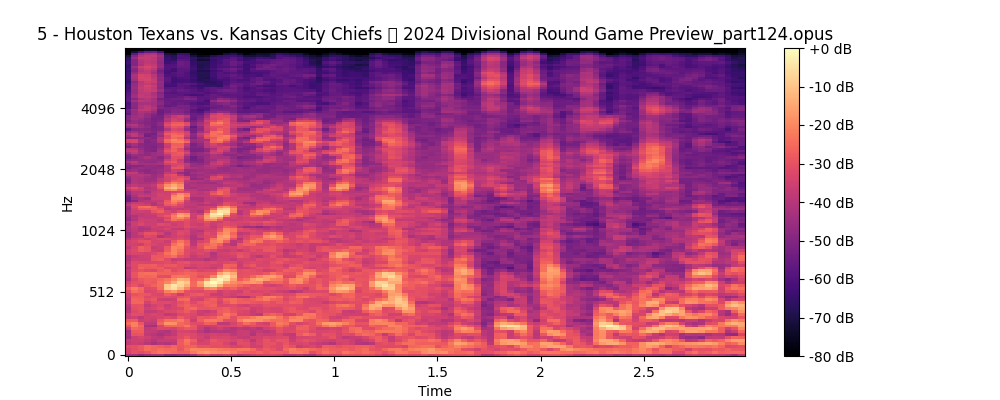 5 - Houston Texans vs. Kansas City Chiefs ▯ 2024 Divisional Round Game Preview_part124.opus
+0 dB
-10 dB
-20 dB
-30 dB
-40 dB
-50 dB
-60 dB
-70 dB
-80 dB
4096
2048
1024
512
0
Hz
0
0.5
1
1.5
2
2.5
Time